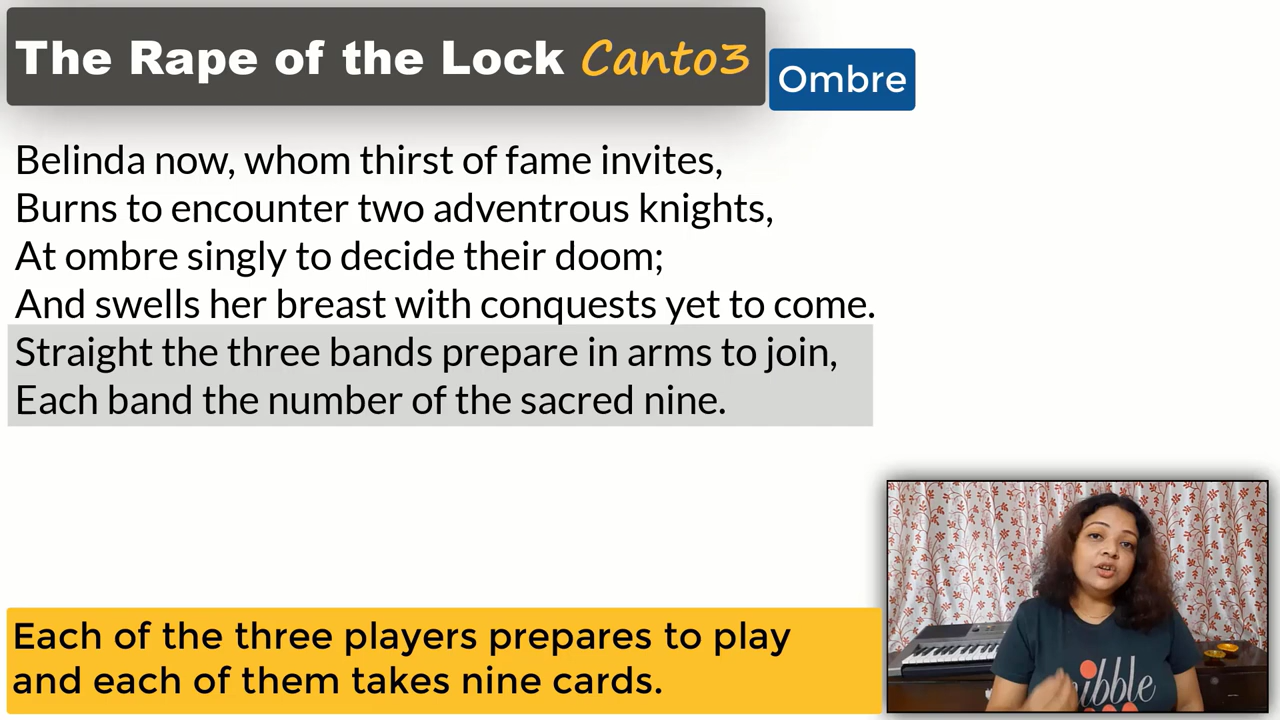 The Rape of the Lock Canto3
Ombre
Belinda now, whom thirst of fame invites,
Burns to encounter two adventrous knights,
At ombre singly to decide their doom;
And swells her breast with conquests yet to come.
Straight the three bands prepare in arms to join,
Each band the number of the sacred nine.
Each of the three players prepares to play
and each of them takes nine cards.